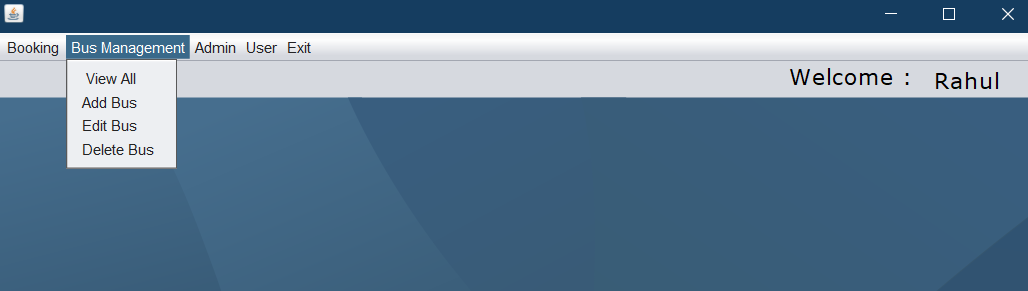 Booking Bus Management Admin User Exit
Welcome : Rahul
View All
Add Bus
Edit Bus
Delete Bus